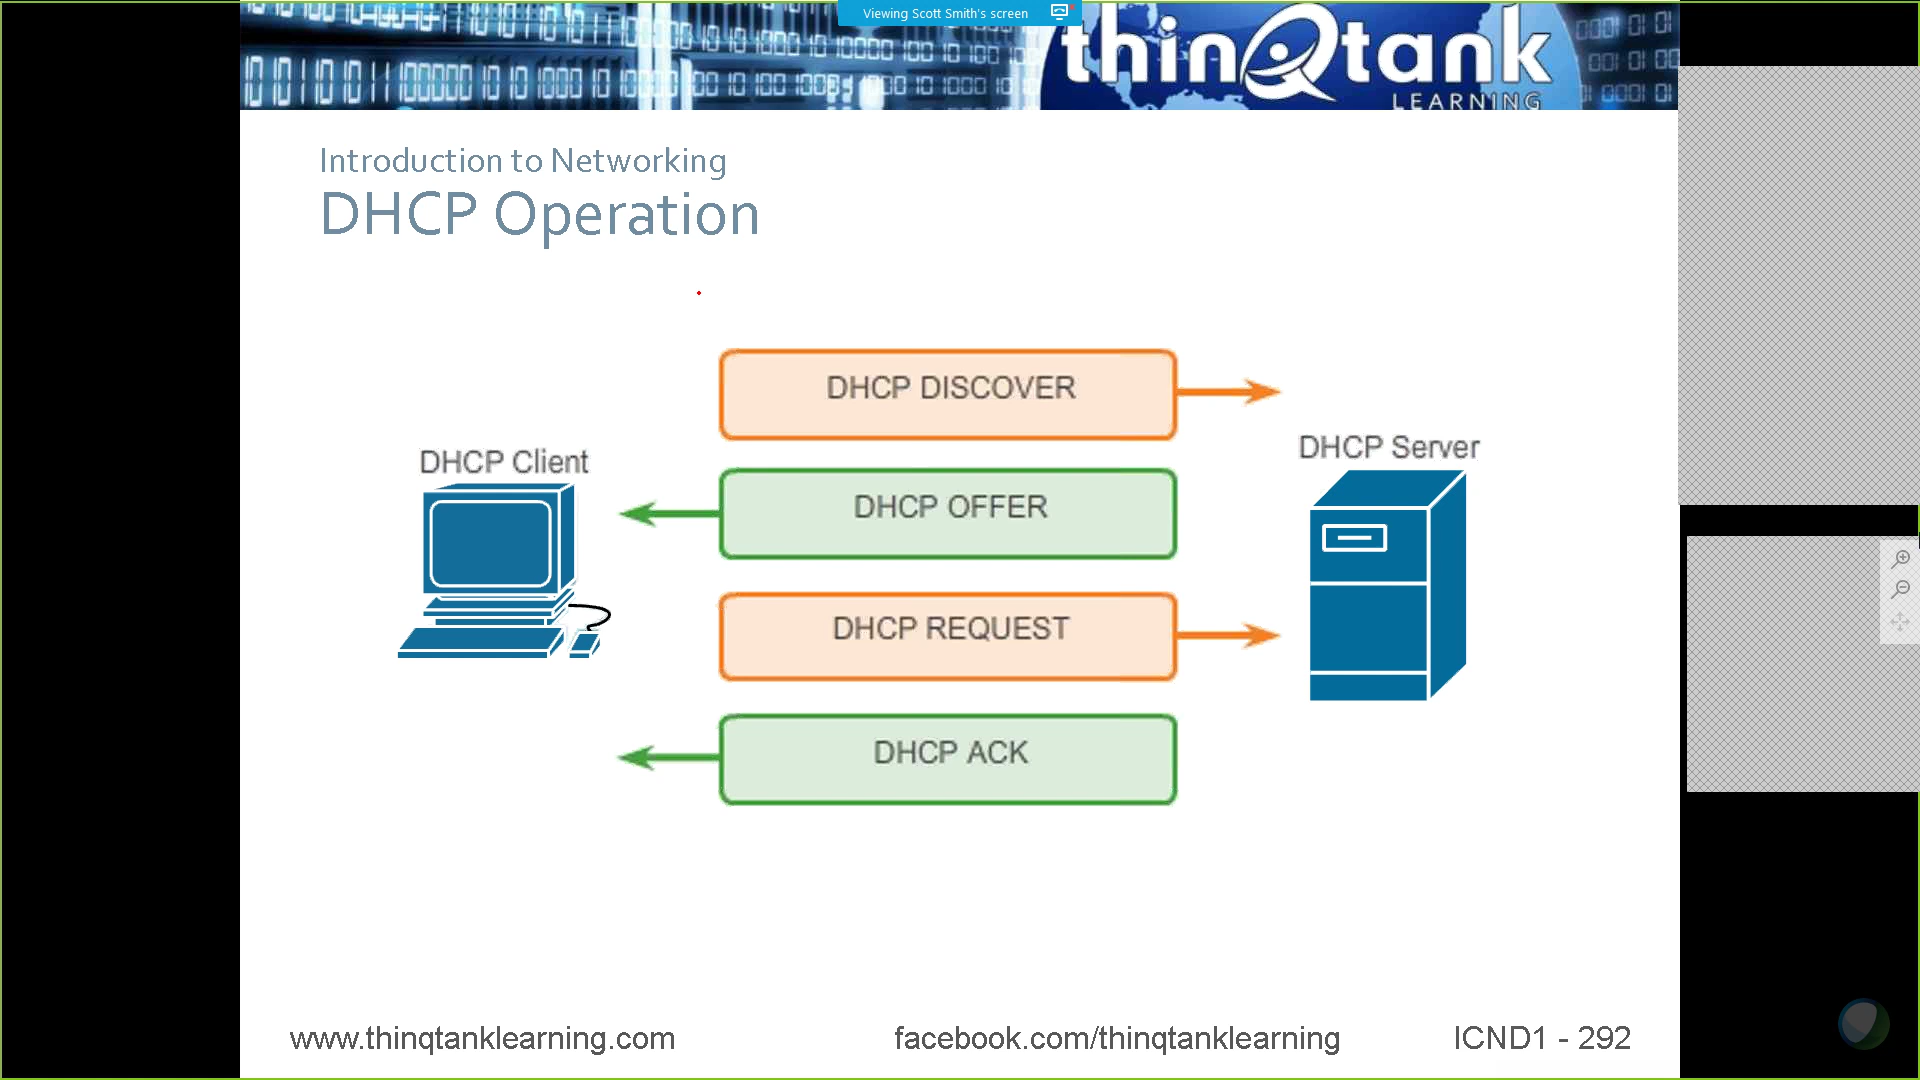 Viewing Scott Smith's screen
thinQtank
LEARNING
Introduction to Networking
DHCP Operation
DHCP DISCOVER
DHCP Client
DHCP Server
DHCP OFFER
DHCP REQUEST
DHCP ACK
www.thinqtanklearning.com
facebook.com/thinqtanklearning
ICND1 - 292